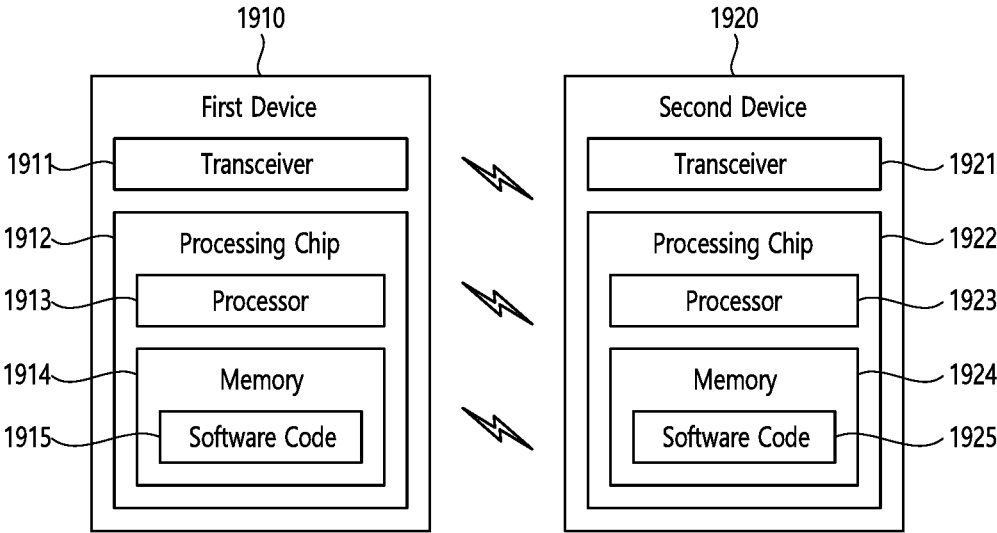 1910
1920
First Device
Second Device
1911
Transceiver
Transceiver
1921
1912
Processing Chip
Processing Chip
1922
1913
Processor
Processor
1923
1914
Memory
Memory
1924
1915
Software Code
Software Code
1925